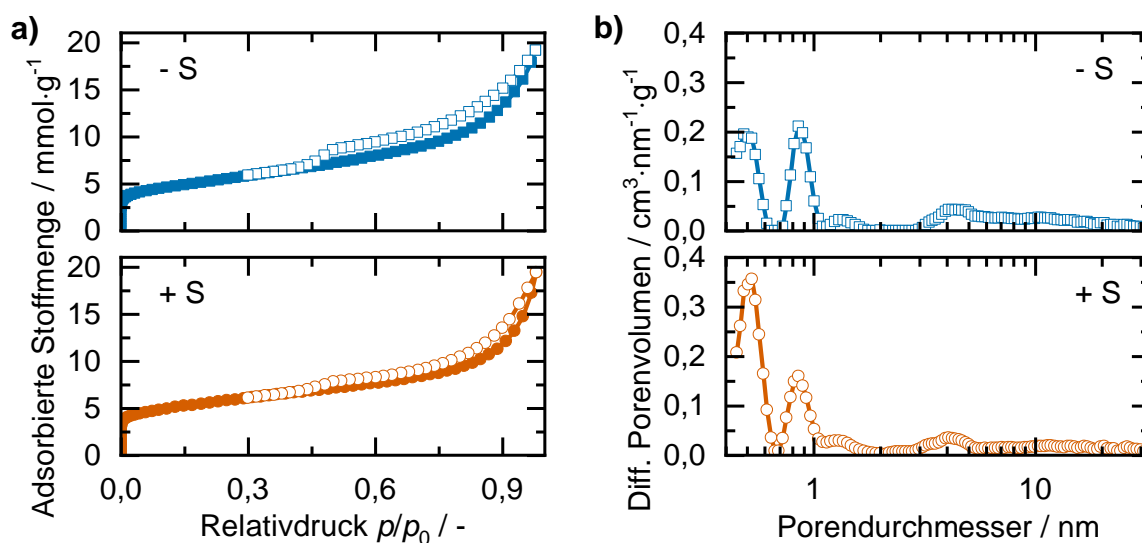 a)
Adsorbierte Stoffmenge / mmol·g⁻¹
20
- S
15
10
5
0
20
+ S
15
10
5
0
0,0 0,3 0,6 0,9
Relativdruck p/p₀ / -
b)
Diff. Porenvolumen / cm³·nm⁻¹·g⁻¹
0,4
- S
0,3
0,2
0,1
0,0
0,4
+ S
0,3
0,2
0,1
0,0
1 10
Porendurchmesser / nm